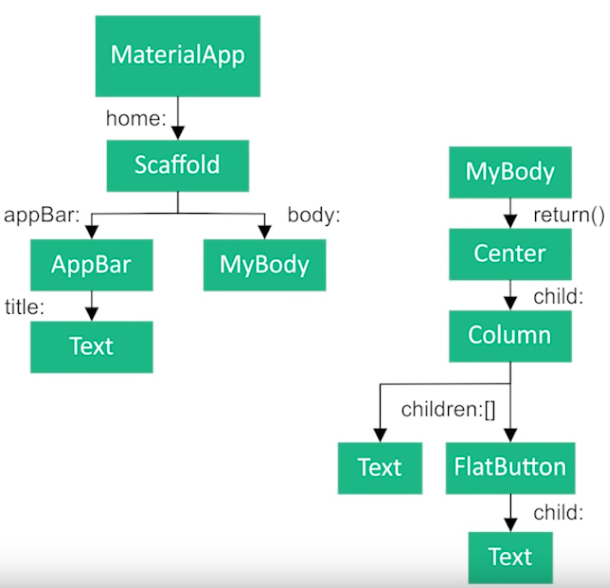 MaterialApp
home:
Scaffold
appBar:
body:
AppBar
MyBody
title:
Text
MyBody
return()
Center
child:
Column
children:[]
Text
FlatButton
child:
Text